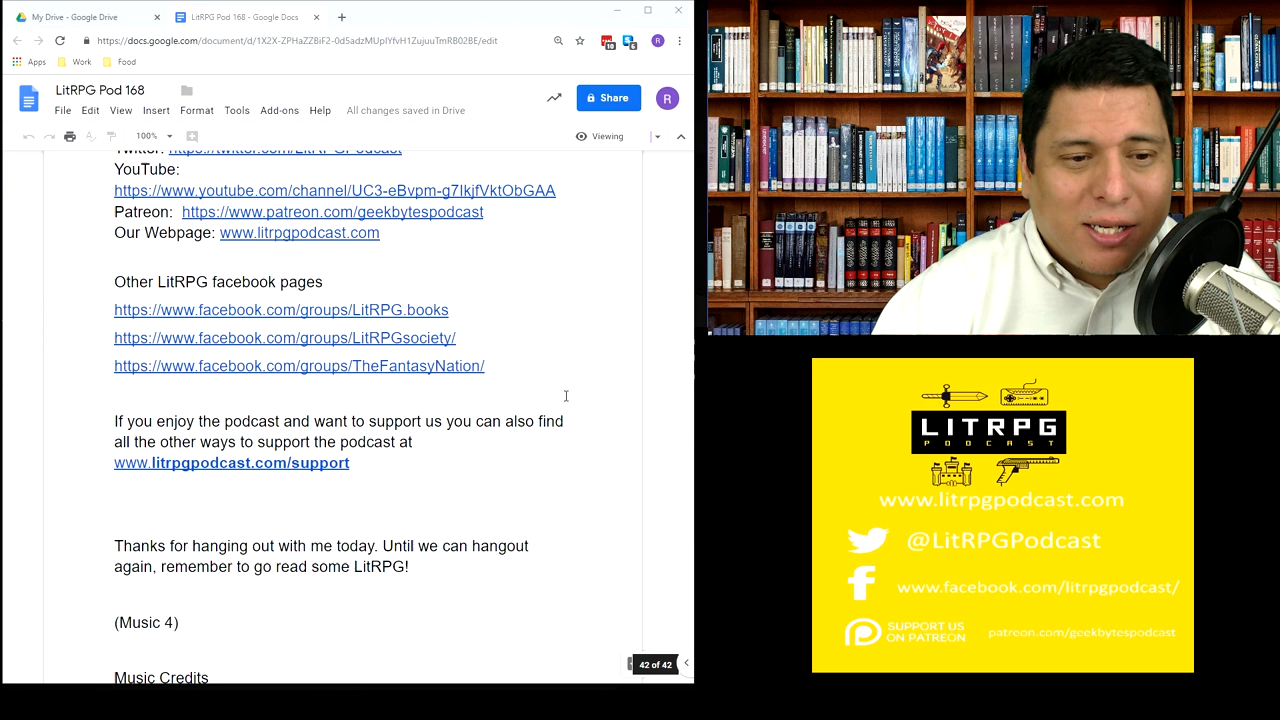 My Drive - Google Drive
LitRPG Pod 168 - Google Docs
https://docs.google.com/document/d/1X2X-ZPHaZZBiF2-0d5adzMUpIYfvH1ZujuuTmRB02BE/edit
10
6
R
Apps
Work
Food
LitRPG Pod 168
File Edit View Insert Format Tools Add-ons Help All changes saved in Drive
Share
R
100%
Viewing
Twitter: https://twitter.com/LitRPGPodcast
YouTube:
https://www.youtube.com/channel/UC3-eBvpm-g7IkjfVktObGAA
Patreon: https://www.patreon.com/geekbytespodcast
Our Webpage: www.litrpgpodcast.com
Other LitRPG facebook pages
https://www.facebook.com/groups/LitRPG.books
https://www.facebook.com/groups/LitRPGsociety/
https://www.facebook.com/groups/TheFantasyNation/
If you enjoy the podcast and want to support us you can also find
all the other ways to support the podcast at
www.litrpgpodcast.com/support
Thanks for hanging out with me today. Until we can hangout
again, remember to go read some LitRPG!
(Music 4)
42 of 42
Music Credits
LITRPG
PODCAST
www.litrpgpodcast.com
@LitRPGPodcast
www.facebook.com/litrpgpodcast/
SUPPORT US
ON PATREON
patreon.com/geekbytespodcast